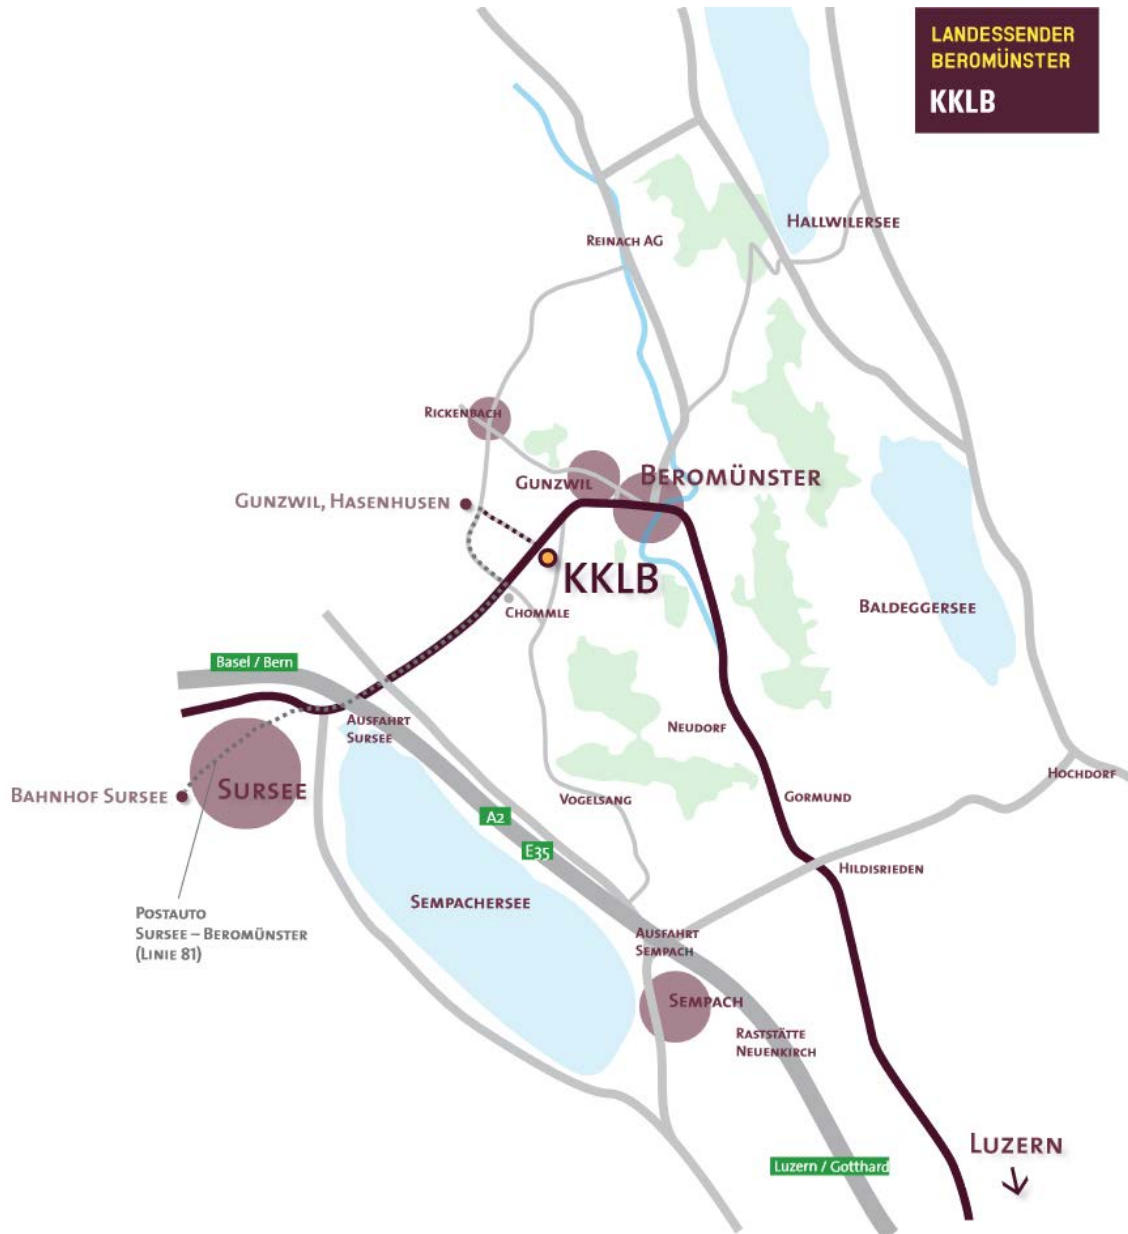 LANDESSENDER
BEROMÜNSTER
KKLB
Hallwilersee
Reinach AG
Rickenbach
Gunzwil
Beromünster
Gunzwil, Hasenhusen
KKLB
Chommle
Baldeggersee
Basel / Bern
Ausfahrt
Sursee
Neudorf
Sursee
Bahnhof Sursee
Vogelsang
Gormund
Hochdorf
A2
E35
Hildisrieden
Sempachersee
Postauto
Sursee – Beromünster
(Linie 81)
Ausfahrt
Sempach
Sempach
Raststätte
Neuenkirch
Luzern / Gotthard
Luzern